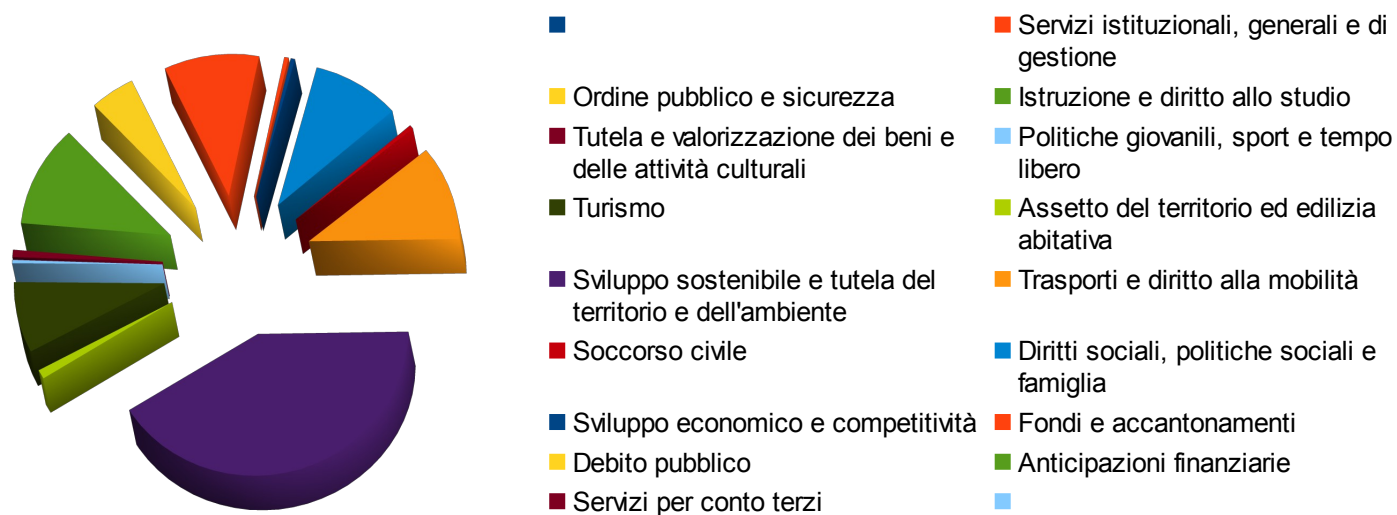 Servizi istituzionali, generali e di
gestione
Ordine pubblico e sicurezza
Istruzione e diritto allo studio
Tutela e valorizzazione dei beni e
delle attività culturali
Politiche giovanili, sport e tempo
libero
Turismo
Assetto del territorio ed edilizia
abitativa
Sviluppo sostenibile e tutela del
territorio e dell'ambiente
Trasporti e diritto alla mobilità
Soccorso civile
Diritti sociali, politiche sociali e
famiglia
Sviluppo economico e competitività
Fondi e accantonamenti
Debito pubblico
Anticipazioni finanziarie
Servizi per conto terzi